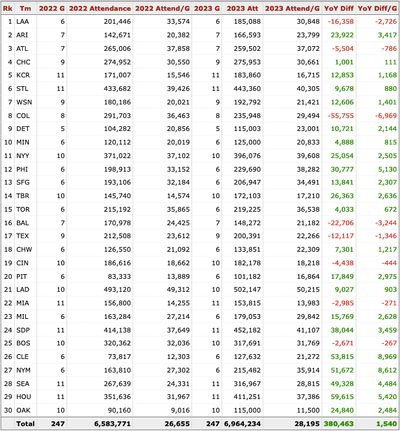 Rk Tm 2022 G 2022 Attendance 2022 Attend/G 2023 G 2023 Att 2023 Attend/G YoY Diff YoY Diff/G
1 LAA 6 201,446 33,574 6 185,088 30,848 -16,358 -2,726
2 ARI 7 142,671 20,382 7 166,593 23,799 23,922 3,417
3 ATL 7 265,006 37,858 7 259,502 37,072 -5,504 -786
4 CHC 9 274,952 30,550 9 275,953 30,661 1,001 111
5 KCR 11 171,007 15,546 11 183,860 16,715 12,853 1,168
6 STL 11 433,682 39,426 11 443,360 40,305 9,678 880
7 WSN 9 180,186 20,021 9 192,792 21,421 12,606 1,401
8 COL 8 291,703 36,463 8 235,948 29,494 -55,755 -6,969
9 DET 5 104,282 20,856 5 115,003 23,001 10,721 2,144
10 MIN 6 120,112 20,019 6 125,000 20,833 4,888 815
11 NYY 10 371,022 37,102 10 396,076 39,608 25,054 2,505
12 PHI 6 198,913 33,152 6 229,690 38,282 30,777 5,130
13 SFG 6 193,106 32,184 6 206,947 34,491 13,841 2,307
14 TBR 10 145,740 14,574 10 172,103 17,210 26,363 2,636
15 TOR 6 215,192 35,865 6 219,225 36,538 4,033 672
16 BAL 7 170,978 24,425 7 148,272 21,182 -22,706 -3,244
17 TEX 9 212,508 23,612 9 200,391 22,266 -12,117 -1,346
18 CHW 6 126,550 21,092 6 133,851 22,309 7,301 1,217
19 CIN 10 186,616 18,662 10 182,178 18,218 -4,438 -444
20 PIT 6 83,333 13,889 6 101,182 16,864 17,849 2,975
21 LAD 10 493,120 49,312 10 502,147 50,215 9,027 903
22 MIA 11 156,800 14,255 11 153,815 13,983 -2,985 -271
23 MIL 6 163,284 27,214 6 179,053 29,842 15,769 2,628
24 SDP 11 414,138 37,649 11 452,182 41,107 38,044 3,459
25 BOS 10 320,362 32,036 10 317,691 31,769 -2,671 -267
26 CLE 6 73,817 12,303 6 127,632 21,272 53,815 8,969
27 NYM 6 163,810 27,302 6 215,482 35,914 51,672 8,612
28 SEA 11 267,639 24,331 11 316,967 28,815 49,328 4,484
29 HOU 11 351,636 31,967 11 411,251 37,386 59,615 5,420
30 OAK 10 90,160 9,016 10 115,000 11,500 24,840 2,484
Total 247 6,583,771 26,655 247 6,964,234 28,195 380,463 1,540